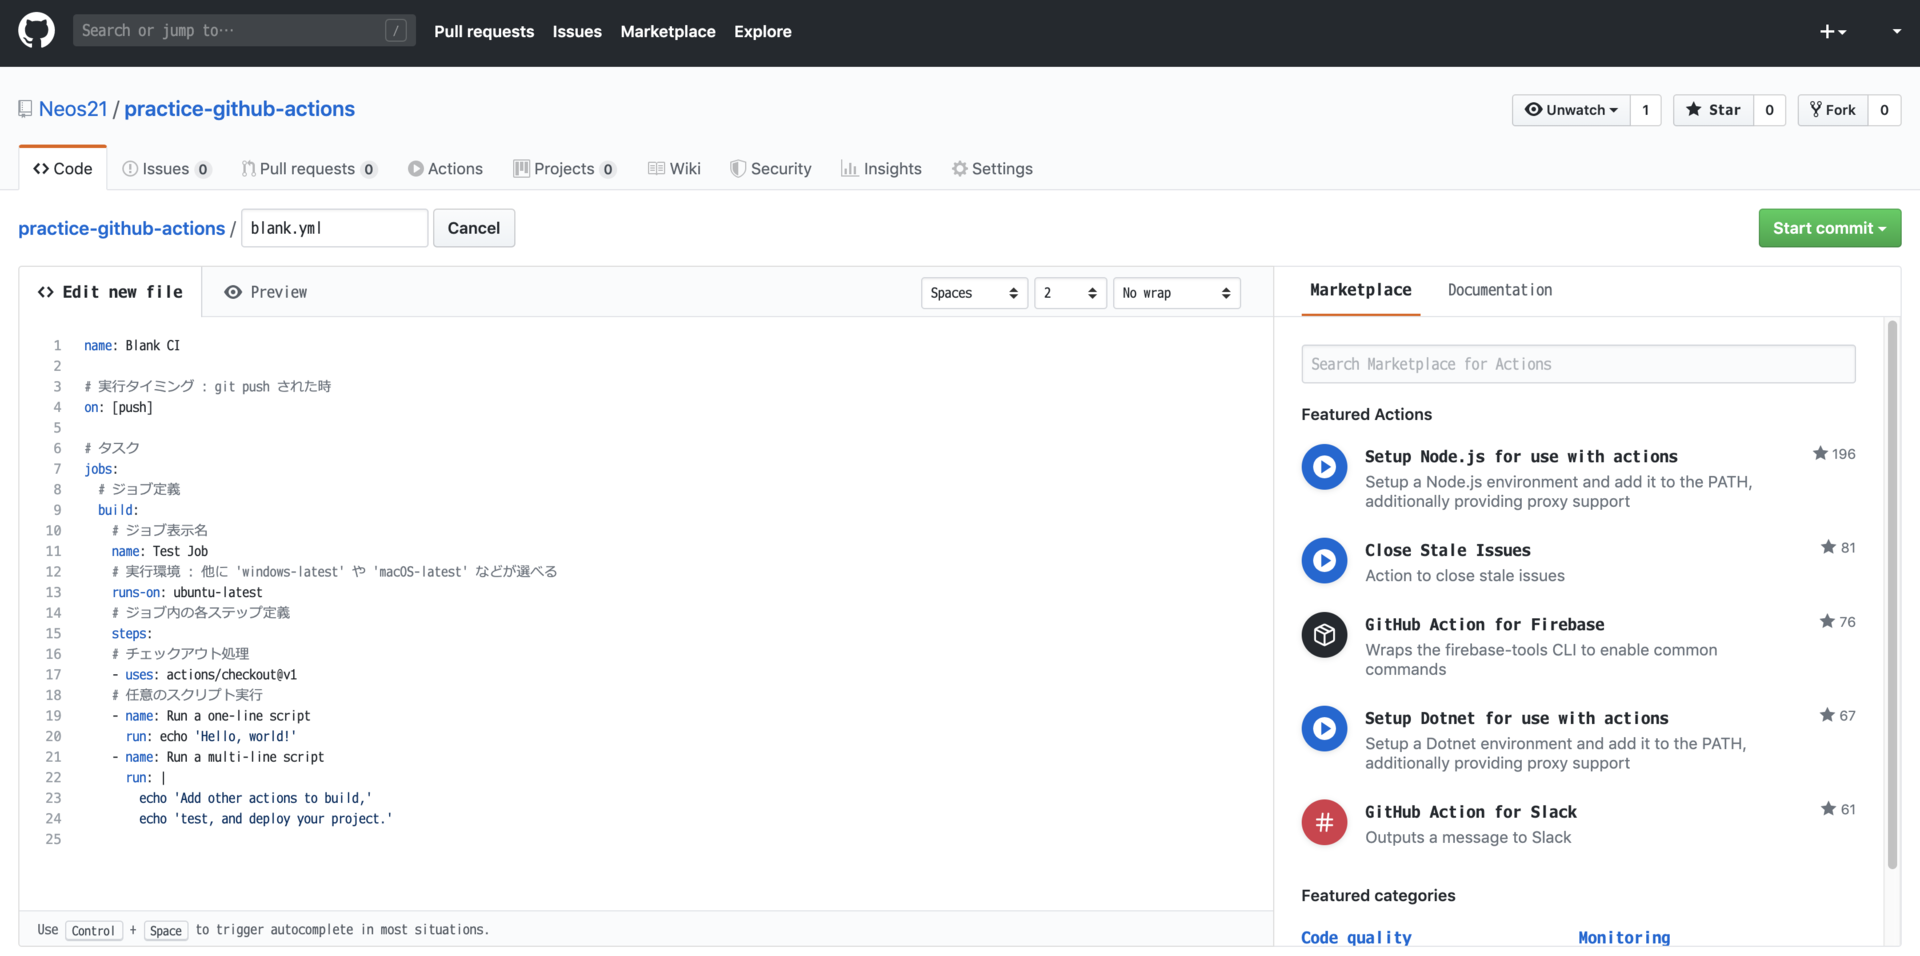 Search or jump to… /
Pull requests Issues Marketplace Explore
Neos21 / practice-github-actions
Unwatch 1 Star 0 Fork 0
Code Issues 0 Pull requests 0 Actions Projects 0 Wiki Security Insights Settings
practice-github-actions / blank.yml Cancel
Start commit
Edit new file Preview
Spaces 2 No wrap
1 name: Blank CI
2
3 # 実行タイミング : git push された時
4 on: [push]
5
6 # タスク
7 jobs:
8 # ジョブ定義
9 build:
10 # ジョブ表示名
11 name: Test Job
12 # 実行環境 : 他に 'windows-latest' や 'macOS-latest' などが選べる
13 runs-on: ubuntu-latest
14 # ジョブ内の各ステップ定義
15 steps:
16 # チェックアウト処理
17 - uses: actions/checkout@v1
18 # 任意のスクリプト実行
19 - name: Run a one-line script
20 run: echo 'Hello, world!'
21 - name: Run a multi-line script
22 run: |
23 echo 'Add other actions to build,'
24 echo 'test, and deploy your project.'
25
Use Control + Space to trigger autocomplete in most situations.
Marketplace Documentation
Search Marketplace for Actions
Featured Actions
Setup Node.js for use with actions 196
Setup a Node.js environment and add it to the PATH,
additionally providing proxy support
Close Stale Issues 81
Action to close stale issues
GitHub Action for Firebase 76
Wraps the firebase-tools CLI to enable common
commands
Setup Dotnet for use with actions 67
Setup a Dotnet environment and add it to the PATH,
additionally providing proxy support
GitHub Action for Slack 61
Outputs a message to Slack
Featured categories
Code quality Monitoring